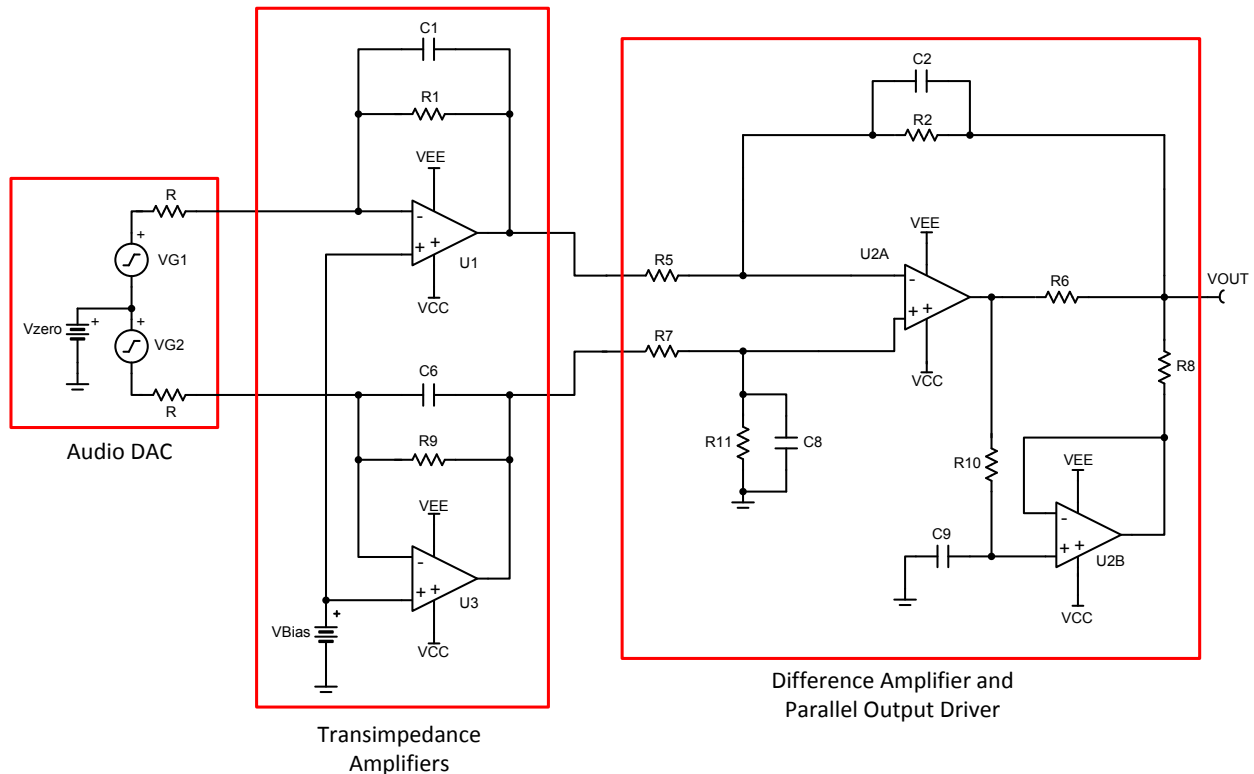 C1
R1
VEE
-
+
+
U1
VCC
R
+
VG1
Vzero
+
+
VG2
R
Audio DAC
C6
R9
VEE
-
+
+
U3
VCC
+
VBias
Transimpedance
Amplifiers
C2
R2
R5
U2A
VEE
-
+
+
VCC
R6
VOUT
R7
R11
C8
R8
R10
VEE
C9
-
+
+
U2B
VCC
Difference Amplifier and
Parallel Output Driver